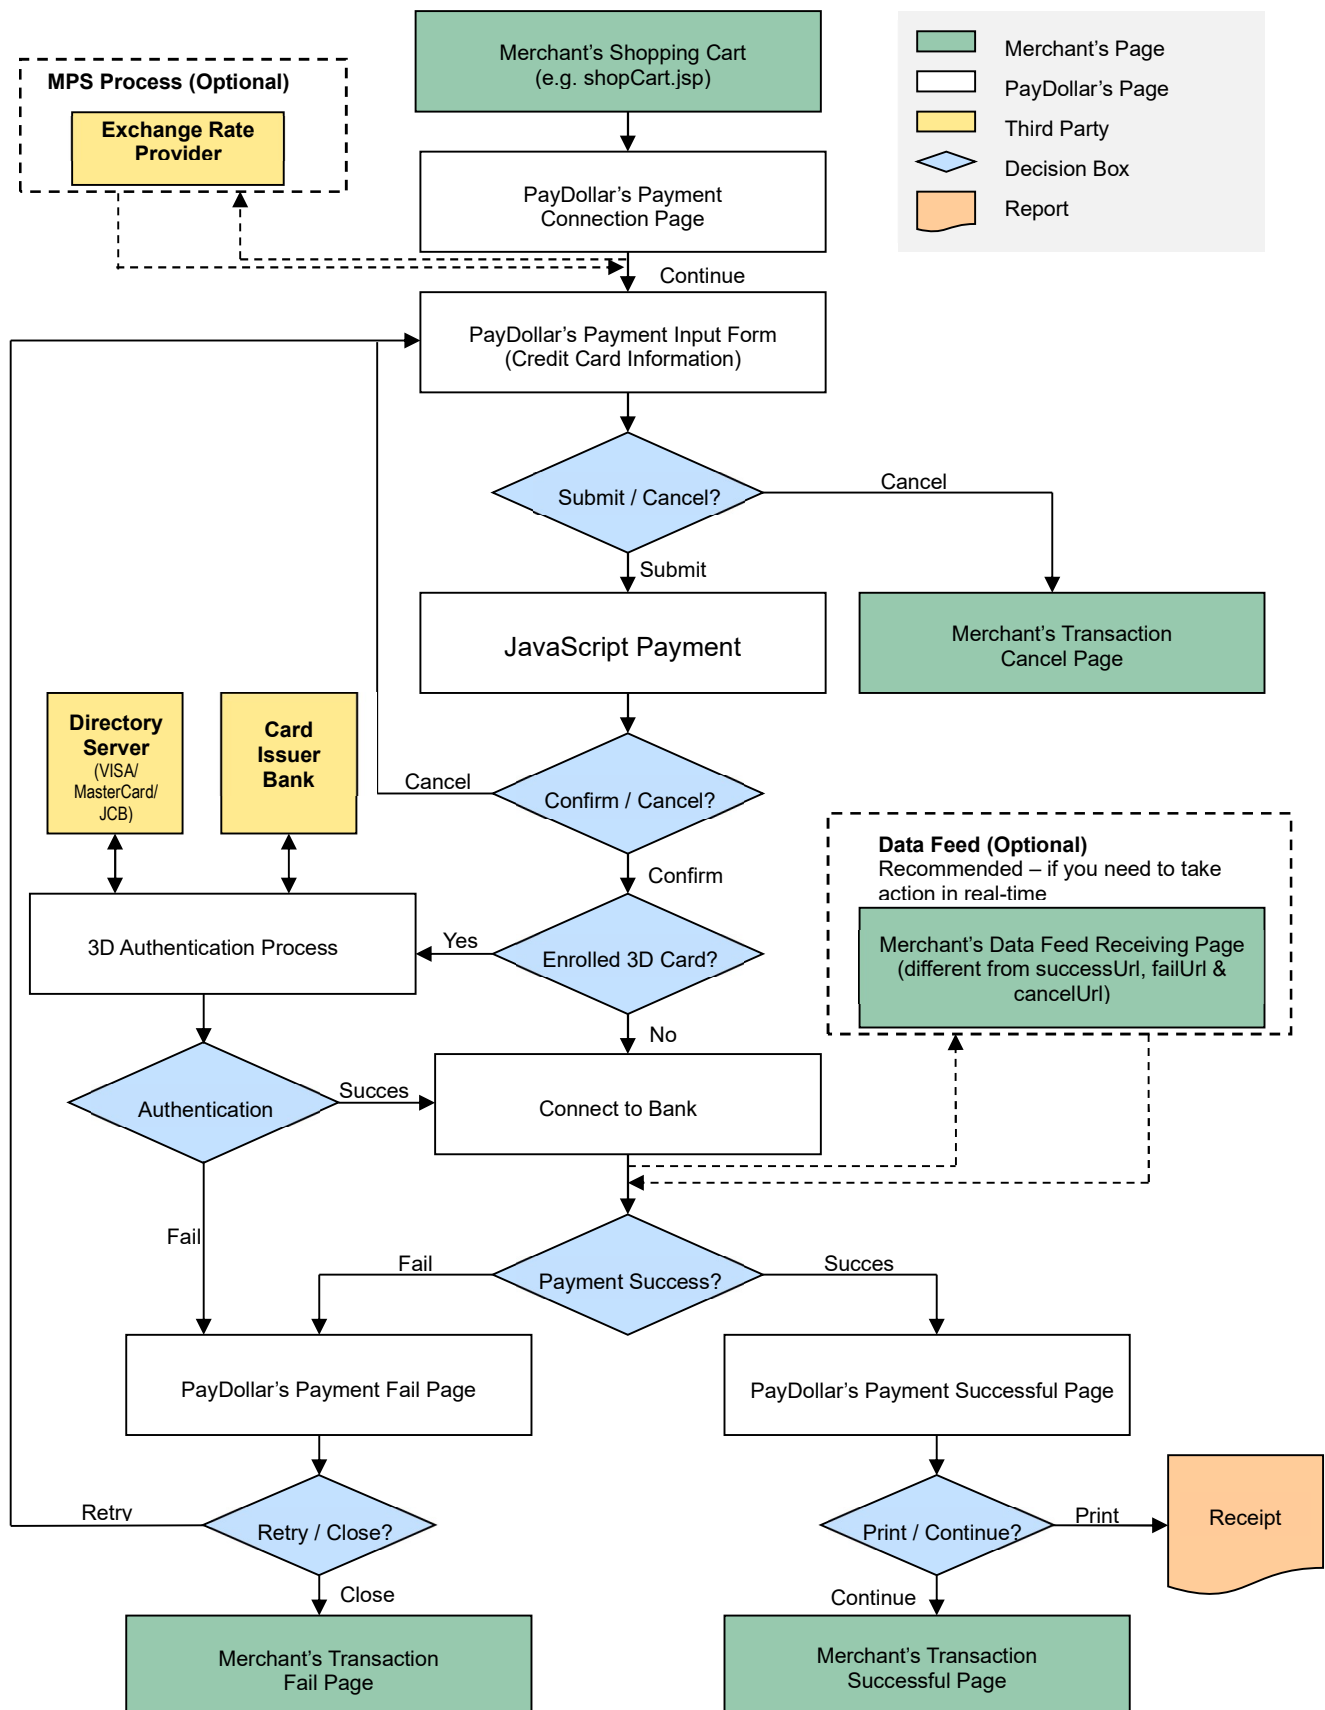 Merchant's Shopping Cart
(e.g. shopCart.jsp)
Merchant's Page
PayDollar's Page
Third Party
Decision Box
Report
MPS Process (Optional)
Exchange Rate
Provider
PayDollar's Payment
Connection Page
Continue
PayDollar's Payment Input Form
(Credit Card Information)
Submit / Cancel?
Cancel
Submit
JavaScript Payment
Merchant's Transaction
Cancel Page
Directory
Server
(VISA/
MasterCard/
JCB)
Card
Issuer
Bank
Cancel
Confirm / Cancel?
Confirm
Data Feed (Optional)
Recommended – if you need to take
action in real-time
Merchant's Data Feed Receiving Page
(different from successUrl, failUrl &
cancelUrl)
3D Authentication Process
Yes
Enrolled 3D Card?
No
Authentication
Succes
Connect to Bank
Fail
Fail
Payment Success?
Succes
PayDollar's Payment Fail Page
PayDollar's Payment Successful Page
Retry
Retry / Close?
Close
Print / Continue?
Print
Receipt
Continue
Merchant's Transaction
Fail Page
Merchant's Transaction
Successful Page